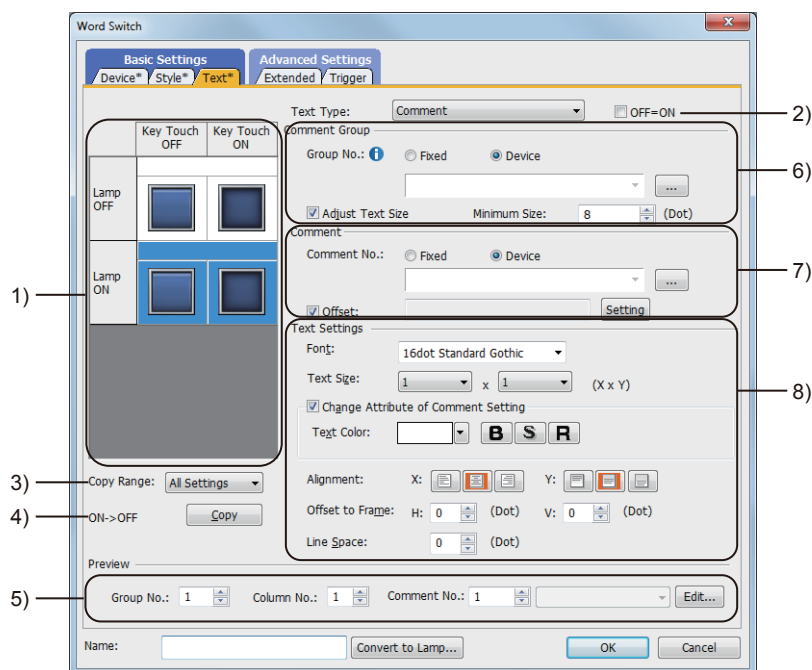 Word Switch
Basic Settings
Advanced Settings
Device* Style* Text* Extended Trigger
Text Type: Comment OFF=ON 2)
Key Touch OFF
Key Touch ON
Lamp OFF
Lamp ON
1)
Comment Group
Group No.: Fixed Device
... 6)
Adjust Text Size Minimum Size: 8 (Dot)
Comment
Comment No.: Fixed Device
... 7)
Offset: Setting
Text Settings
Font: 16dot Standard Gothic
Text Size: 1 x 1 (X x Y)
8)
Change Attribute of Comment Setting
Text Color: B S R
Alignment: X: Y:
Offset to Frame: H: 0 (Dot) V: 0 (Dot)
Line Space: 0 (Dot)
3) Copy Range: All Settings
4) ON->OFF Copy
Preview
5) Group No.: 1 Column No.: 1 Comment No.: 1 Edit...
Name: Convert to Lamp... OK Cancel